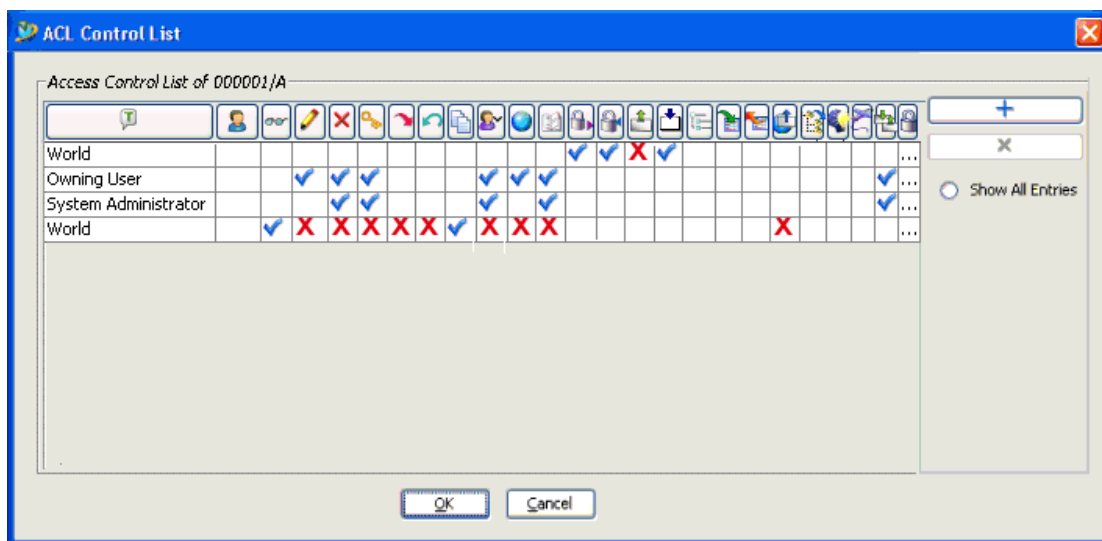 ACL Control List
Access Control List of 000001/A
T
World
...
Owning User
...
Show All Entries
System Administrator
...
World
...
OK
Cancel